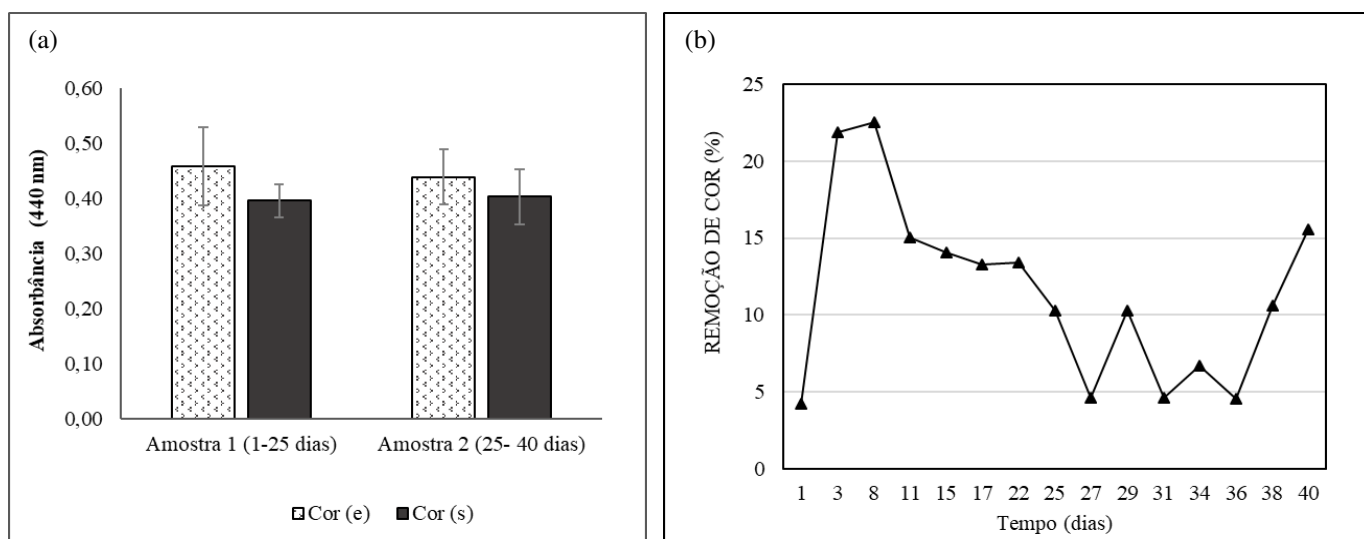 (a)
0,60
0,50
0,40
0,30
0,20
0,10
0,00
Absorbância (440 nm)
Amostra 1 (1-25 dias) Amostra 2 (25- 40 dias)
Cor (e) Cor (s)
(b)
25
20
15
10
5
0
REMOÇÃO DE COR (%)
1 3 8 11 15 17 22 25 27 29 31 34 36 38 40
Tempo (dias)